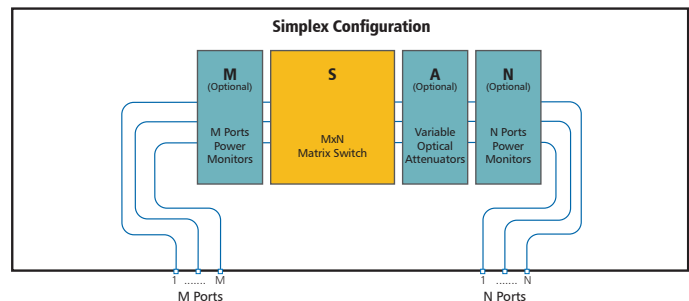 Simplex Configuration
M
(Optional)
M Ports
Power
Monitors
S
MxN
Matrix Switch
A
(Optional)
Variable
Optical
Attenuators
N
(Optional)
N Ports
Power
Monitors
1 ....... M
M Ports
1 ....... N
N Ports